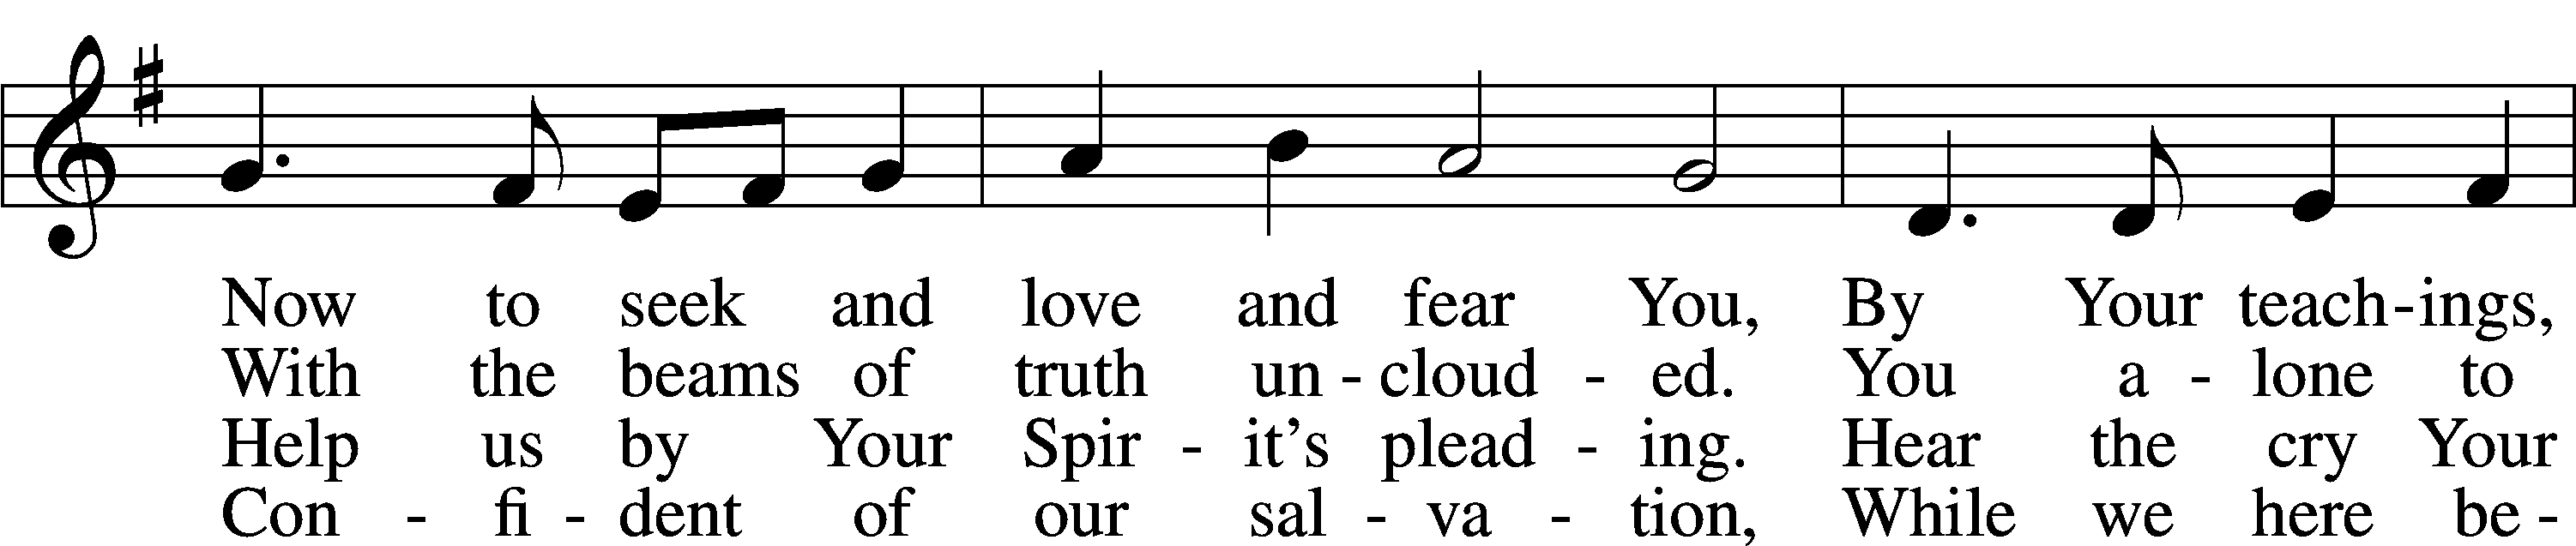 Now to seek and love and fear You, By Your teach-ings,
With the beams of truth un - cloud - ed. You a - lone to
Help us by Your Spir - it's plead - ing. Hear the cry Your
Con - fi - dent of our sal - va - tion, While we here be -